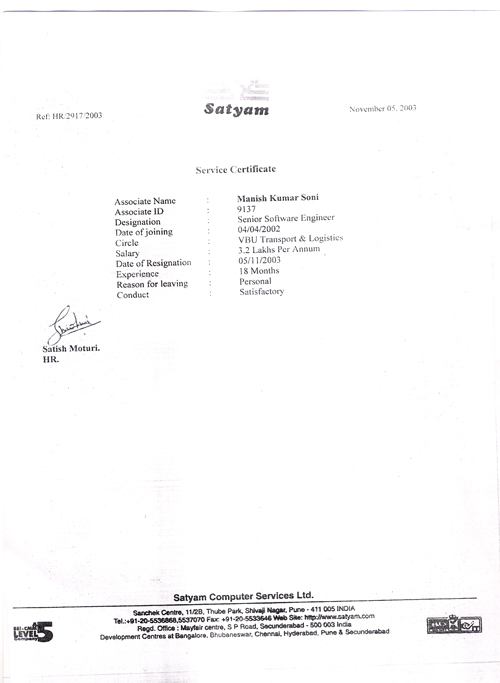 Satyam
Ref: HR/2917/2003
November 05, 2003
Service Certificate
Associate Name : Manish Kumar Soni
Associate ID : 9137
Designation : Senior Software Engineer
Date of joining : 04/04/2002
Circle : VBU Transport & Logistics
Salary : 3.2 Lakhs Per Annum
Date of Resignation : 05/11/2003
Experience : 18 Months
Reason for leaving : Personal
Conduct : Satisfactory
Satish Moturi.
HR.
Satyam Computer Services Ltd.
Sanchek Centre, 11/2B, Thube Park, Shivaji Nagar, Pune - 411 005 INDIA
Tel.:+91-20-5536868,5537070 Fax: +91-20-5533646 Web Site: http://www.satyam.com
Regd. Office : Mayfair centre, S P Road, Secunderabad - 500 003 India
Development Centres at Bangalore, Bhubaneswar, Chennai, Hyderabad, Pune & Secunderabad
SEI-CMM
LEVEL 5
Company